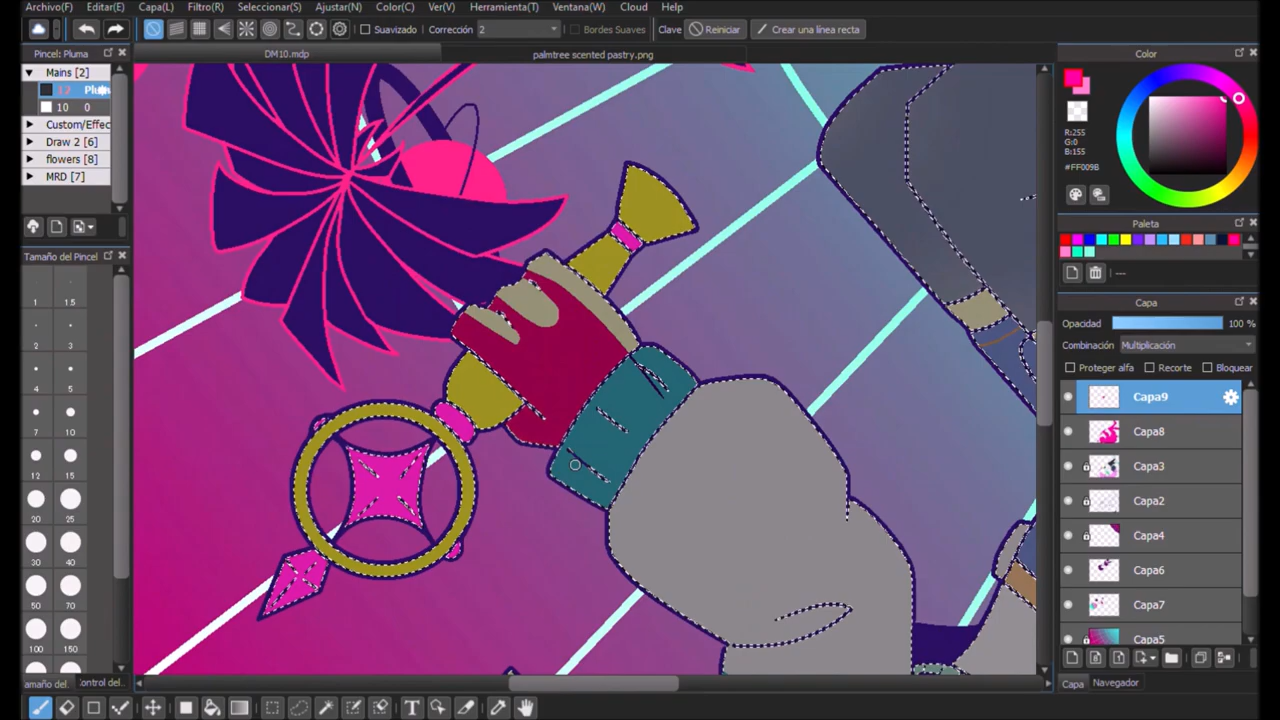 Archivo(F) Editar(E) Capa(L) Filtro(R) Seleccionar(S) Ajustar(N) Color(C) Ver(V) Herramienta(T) Ventana(W) Cloud Help
Suavizado Corrección 2 Bordes Suaves Clave Reiniciar Crear una línea recta
Pincel: Pluma
DM10.mdp palmtree scented pastry.png
Mains [2]
10 0
Custom/Effec
Draw 2 [6]
flowers [8]
MRD [7]
Tamaño del Pincel
1 1.5
2 3
4 5
7 10
12 15
20 25
30 40
50 70
100 150
amaño del.
Control del..
Color
R:255
G:0
B:155
#FF009B
Paleta
---
Capa
Opacidad 100 %
Combinación Multiplicación
Proteger alfa Recorte Bloquear
Capa9
Capa8
Capa3
Capa2
Capa4
Capa6
Capa7
Capa5
Capa Navegador